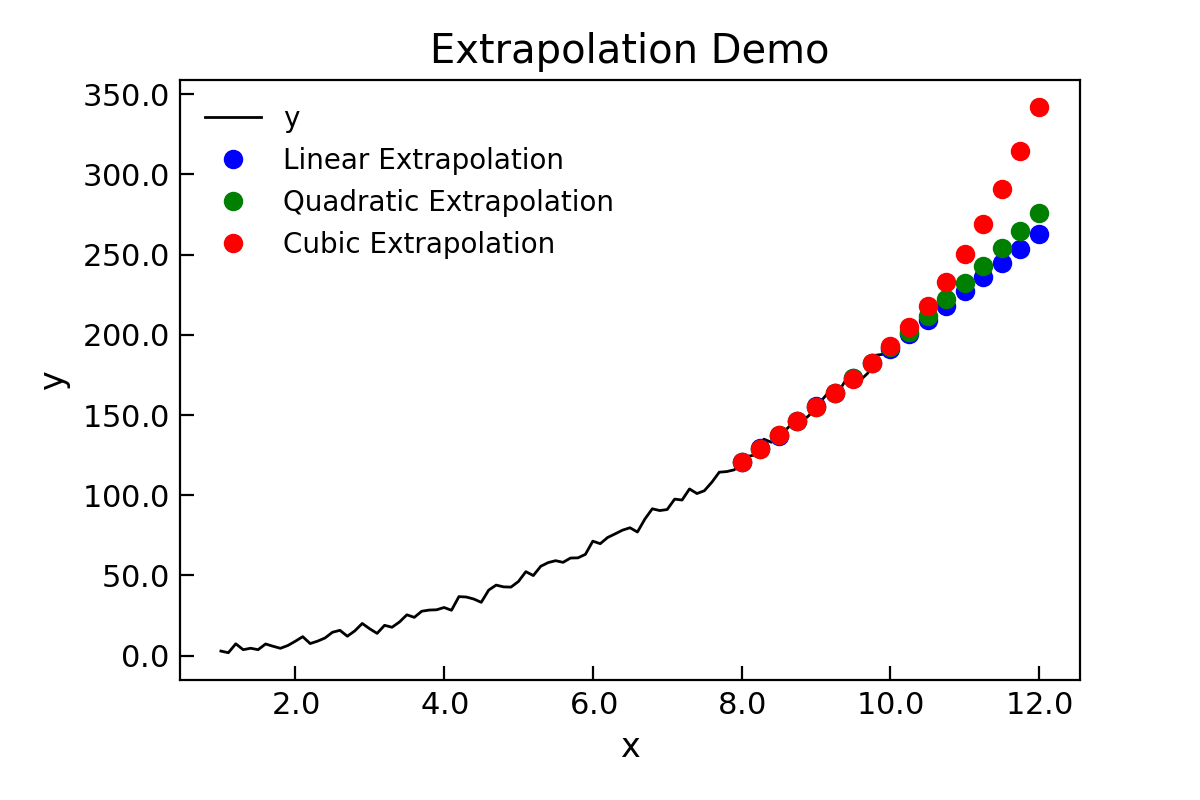 Extrapolation Demo
350.0
300.0
250.0
200.0
150.0
100.0
50.0
0.0
y
y
Linear Extrapolation
Quadratic Extrapolation
Cubic Extrapolation
2.0 4.0 6.0 8.0 10.0 12.0
x